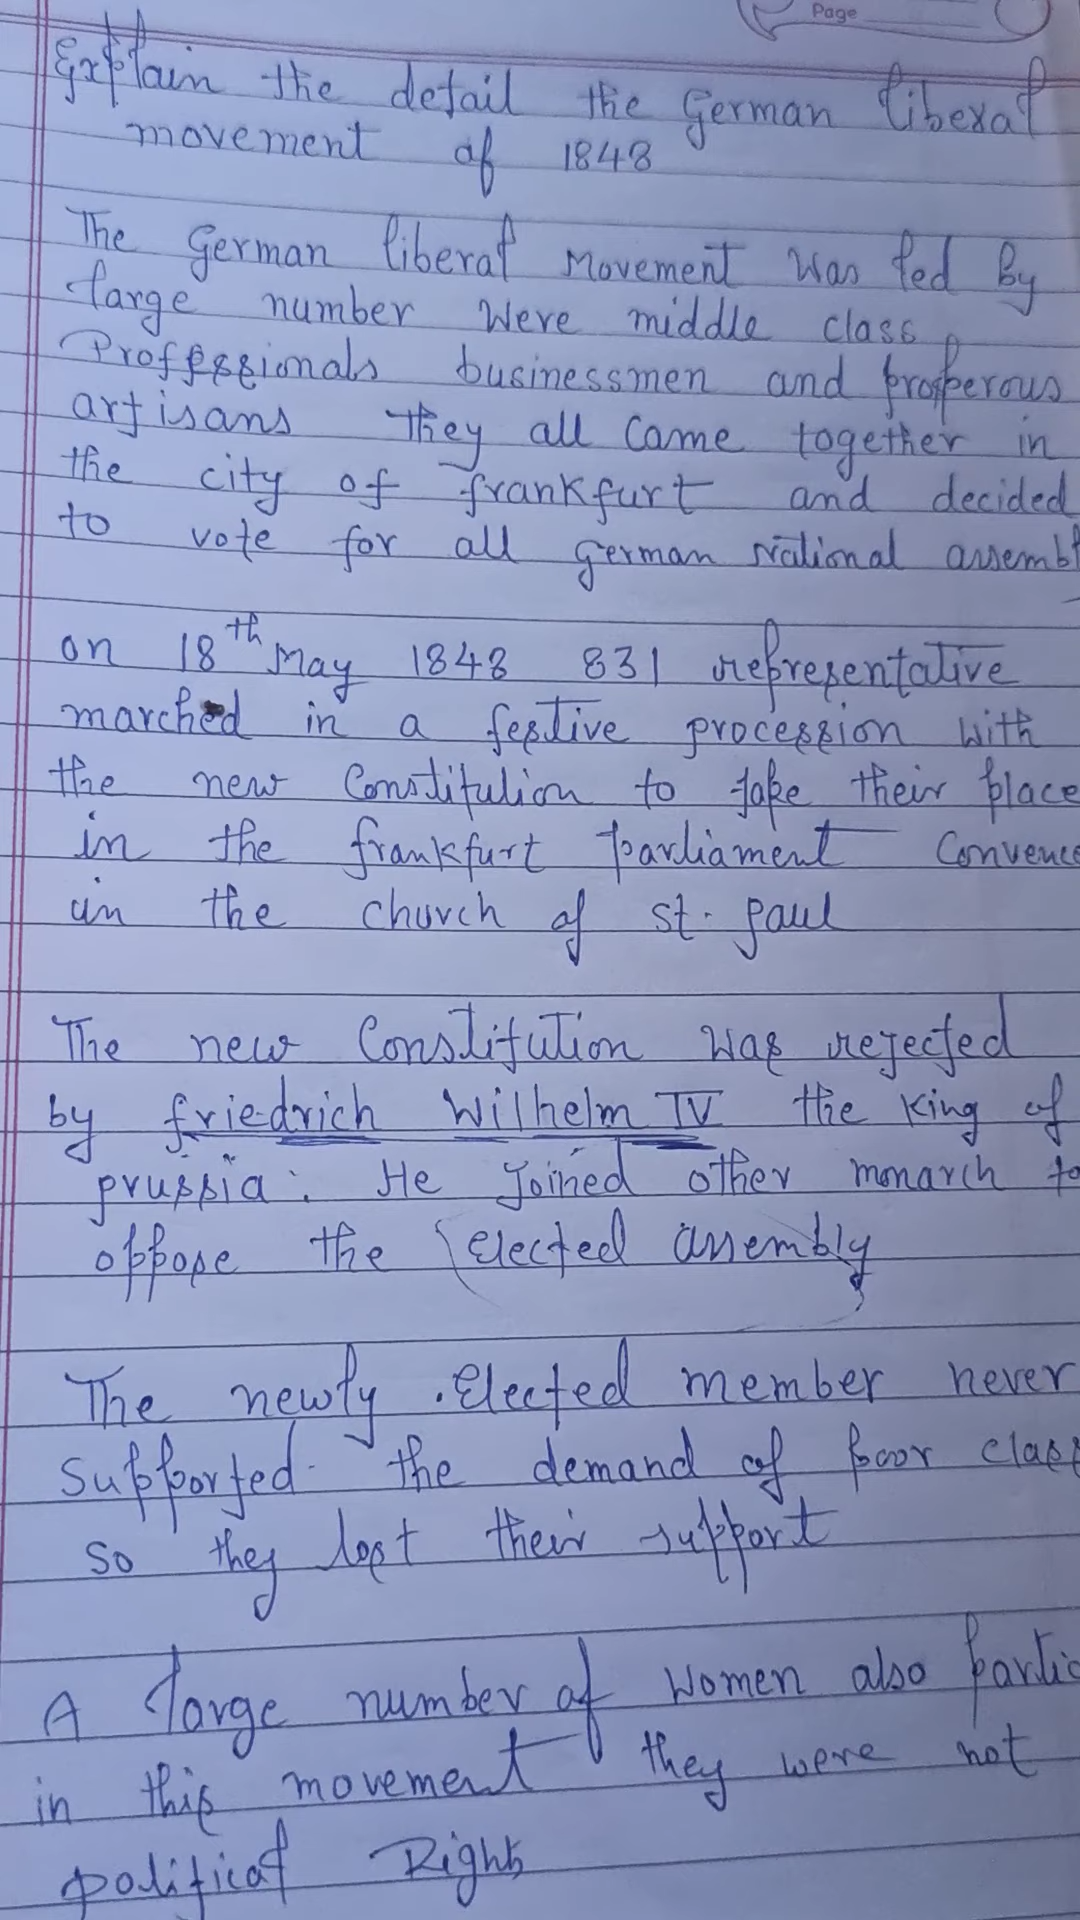 Page
Explain the detail the German liberal
movement of 1848
The German liberal Movement was led By
large number were middle class
Professionals businessmen and prosperous
artisans they all came together in
the city of frankfurt and decided
to vote for all German National assembl
on 18th May 1848 831 representative
marched in a festive procession with
the new Constitution to take their place
in the frankfurt Parliament Convence
in the church of st. paul
The new Constitution was rejected
by friedrich Wilhelm IV the King of
prussia. He Joined other monarch to
oppose the Elected assembly
The newly Elected member never
Supported the demand of poor class
so they lost their support
A large number of women also partic
in this movement they were not
political Rights